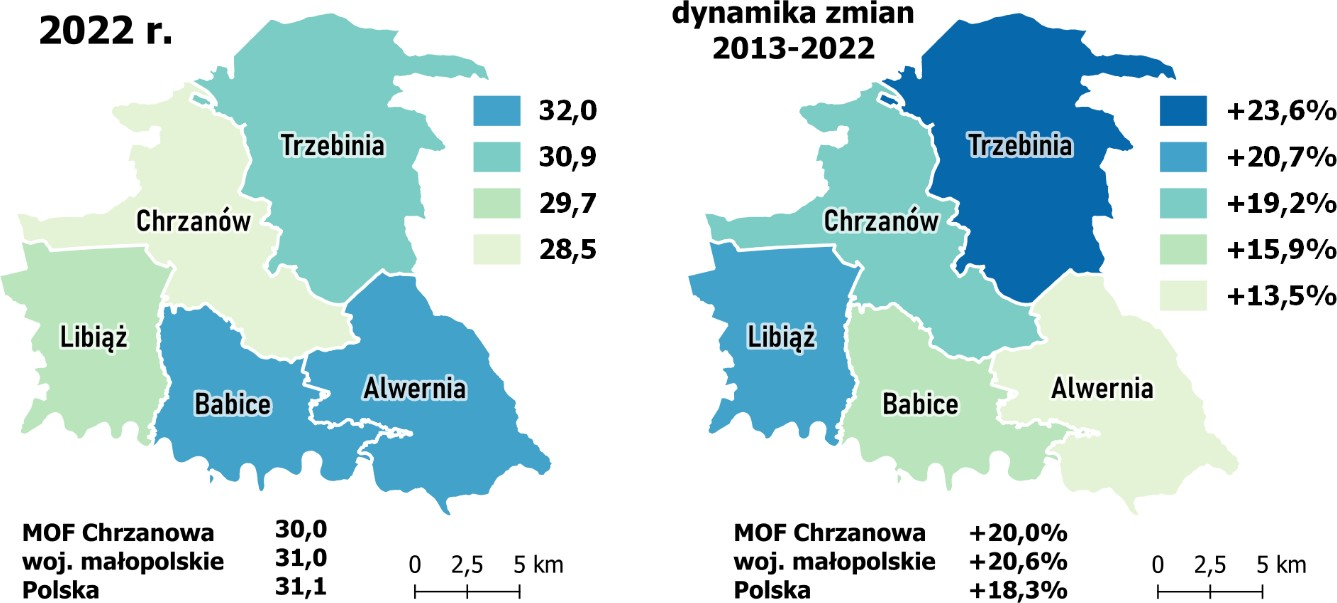 2022 r.
32,0
30,9
29,7
28,5
Trzebinia
Chrzanów
Libiąż
Babice
Alwernia
MOF Chrzanowa 30,0
woj. małopolskie 31,0
Polska 31,1
0 2,5 5 km
dynamika zmian
2013-2022
+23,6%
+20,7%
+19,2%
+15,9%
+13,5%
Trzebinia
Chrzanów
Libiąż
Babice
Alwernia
MOF Chrzanowa +20,0%
woj. małopolskie +20,6%
Polska +18,3%
0 2,5 5 km